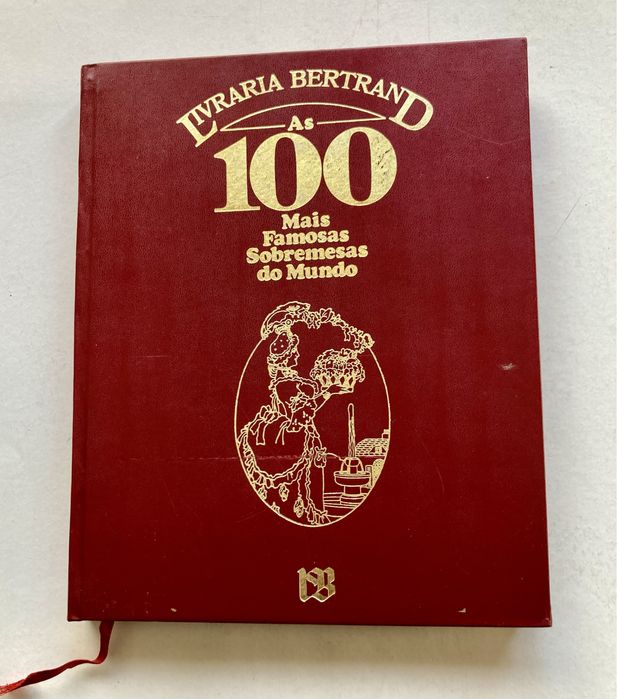 LIVRARIA BERTRAND
As
100
Mais
Famosas
Sobremesas
do Mundo